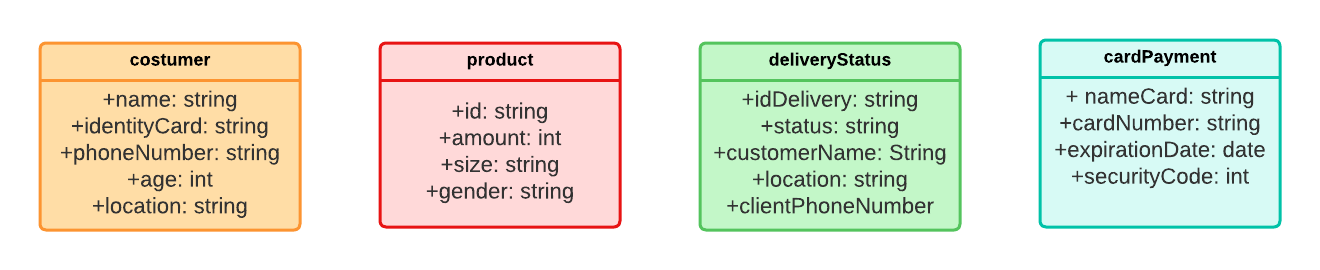 costumer
+name: string
+identityCard: string
+phoneNumber: string
+age: int
+location: string
product
+id: string
+amount: int
+size: string
+gender: string
deliveryStatus
+idDelivery: string
+status: string
+customerName: String
+location: string
+clientPhoneNumber
cardPayment
+ nameCard: string
+cardNumber: string
+expirationDate: date
+securityCode: int